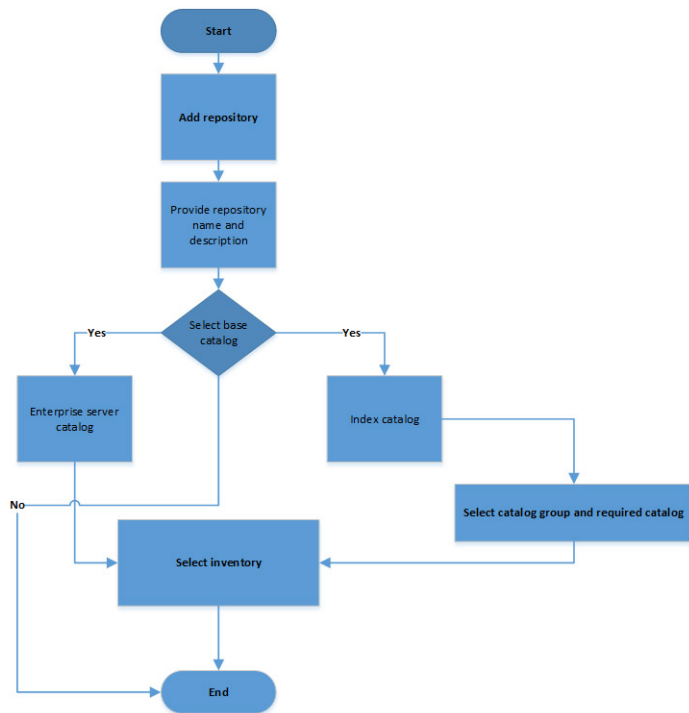 Start
Add repository
Provide repository
name and
description
Select base
catalog
Yes
Yes
Enterprise server
catalog
Index catalog
No
Select catalog group and required catalog
Select inventory
End